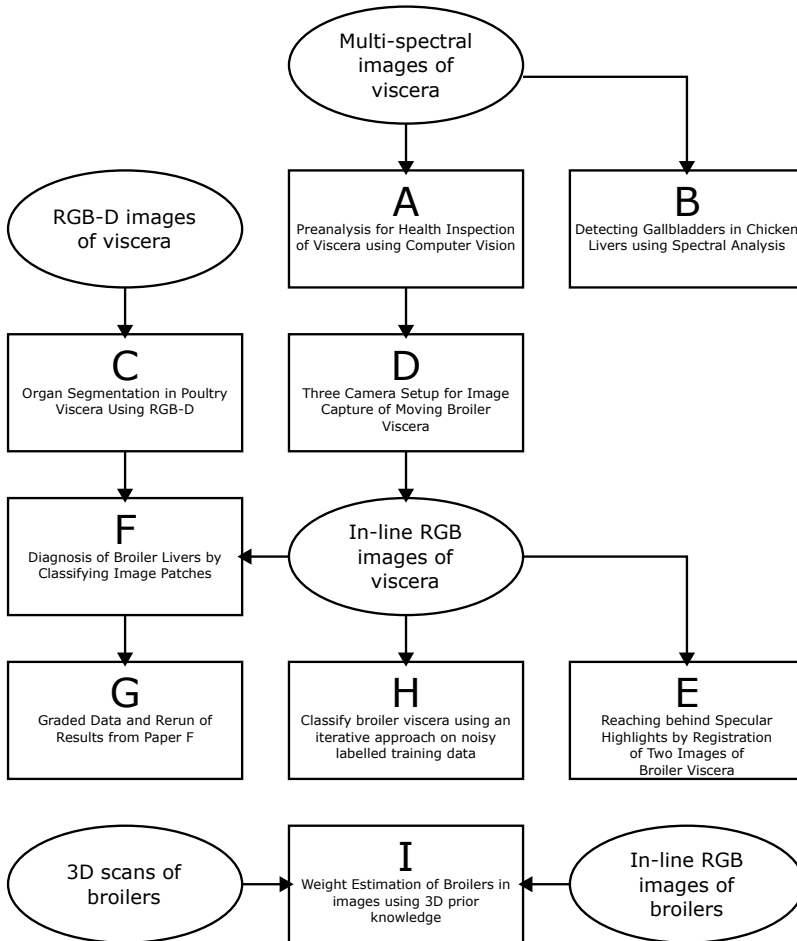 Multi-spectral
images of
viscera
RGB-D images
of viscera
A
Preanalysis for Health Inspection
of Viscera using Computer Vision
B
Detecting Gallbladders in Chicken
Livers using Spectral Analysis
C
Organ Segmentation in Poultry
Viscera Using RGB-D
D
Three Camera Setup for Image
Capture of Moving Broiler
Viscera
F
Diagnosis of Broiler Livers by
Classifying Image Patches
In-line RGB
images of
viscera
G
Graded Data and Rerun of
Results from Paper F
H
Classify broiler viscera using an
iterative approach on noisy
labelled training data
E
Reaching behind Specular
Highlights by Registration
of Two Images of
Broiler Viscera
3D scans of
broilers
I
Weight Estimation of Broilers in
images using 3D prior
knowledge
In-line RGB
images of
broilers